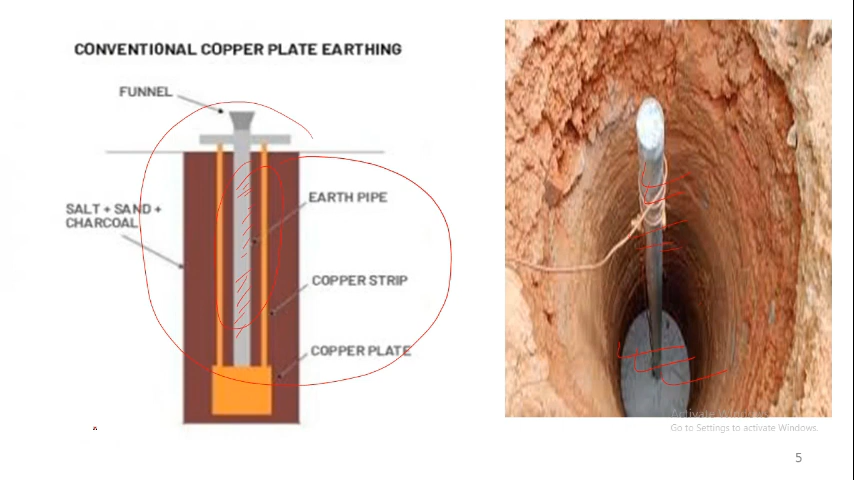 CONVENTIONAL COPPER PLATE EARTHING
FUNNEL
SALT + SAND +
CHARCOAL
EARTH PIPE
COPPER STRIP
COPPER PLATE
Activate Windows
Go to Settings to activate Windows.
5